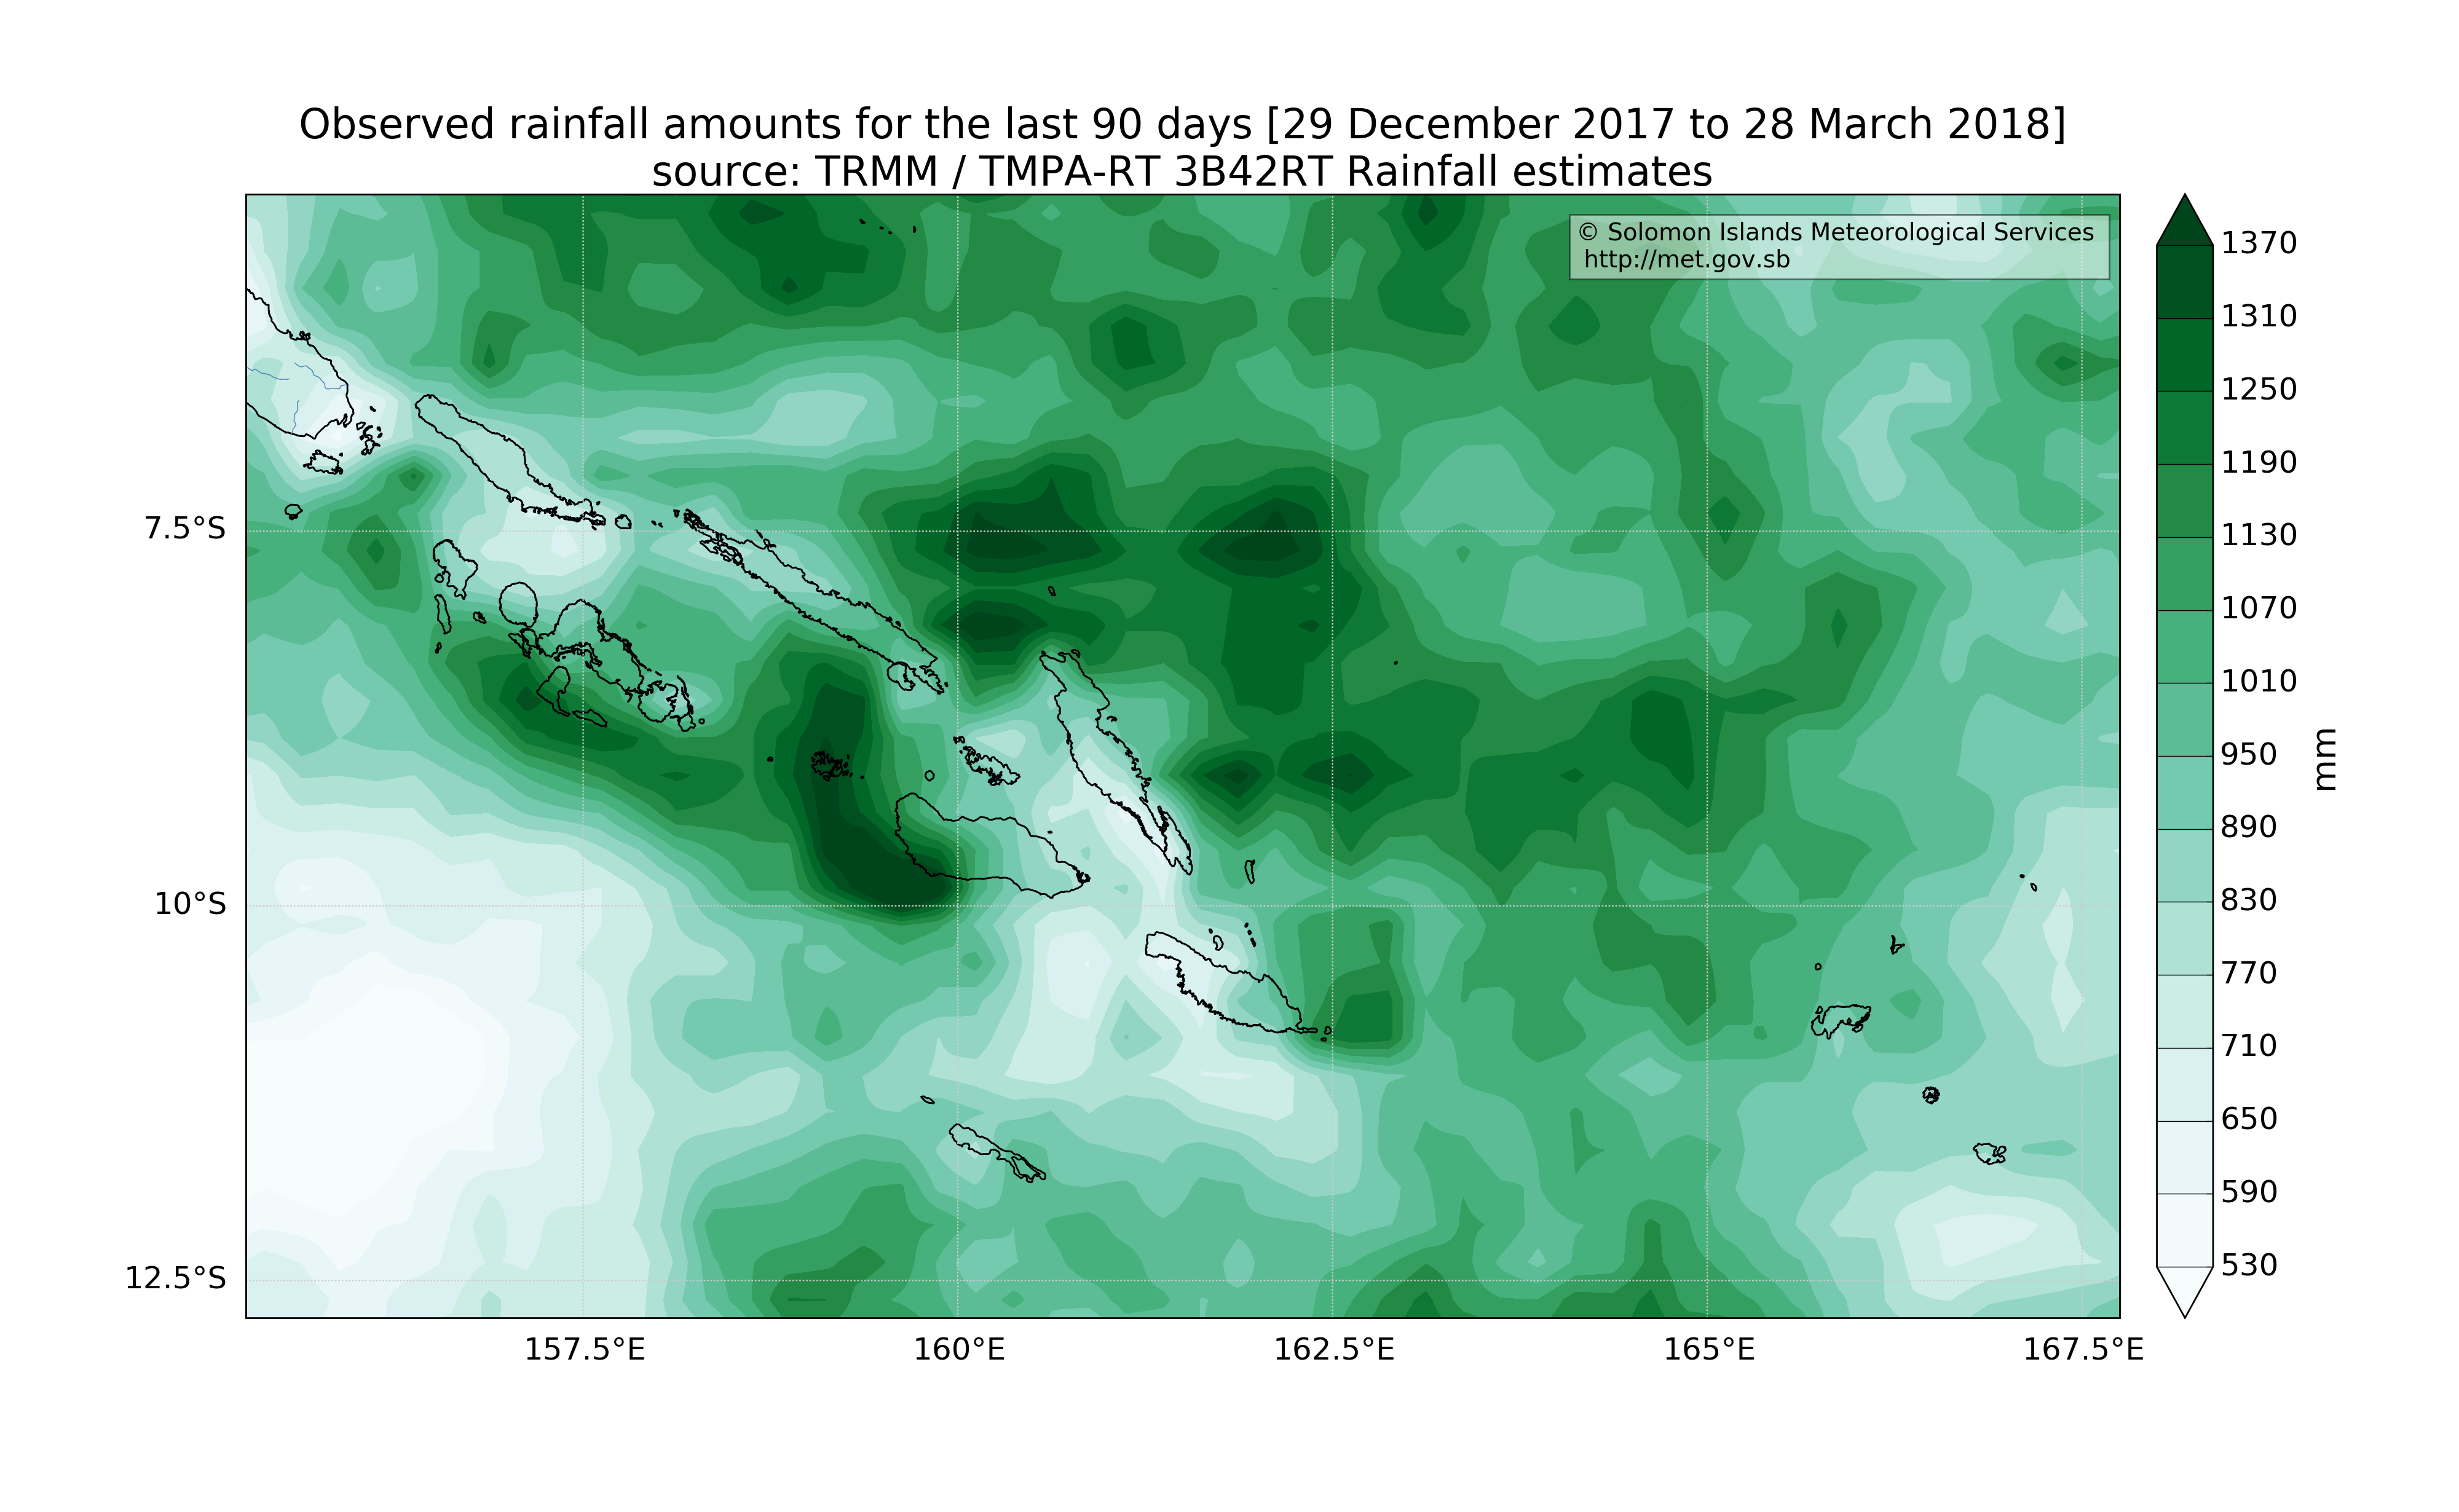 Observed rainfall amounts for the last 90 days [29 December 2017 to 28 March 2018]
source: TRMM / TMPA-RT 3B42RT Rainfall estimates
© Solomon Islands Meteorological Services
http://met.gov.sb
7.5°S
10°S
12.5°S
157.5°E
160°E
162.5°E
165°E
167.5°E
1370
1310
1250
1190
1130
1070
1010
950
890
830
770
710
650
590
530
mm